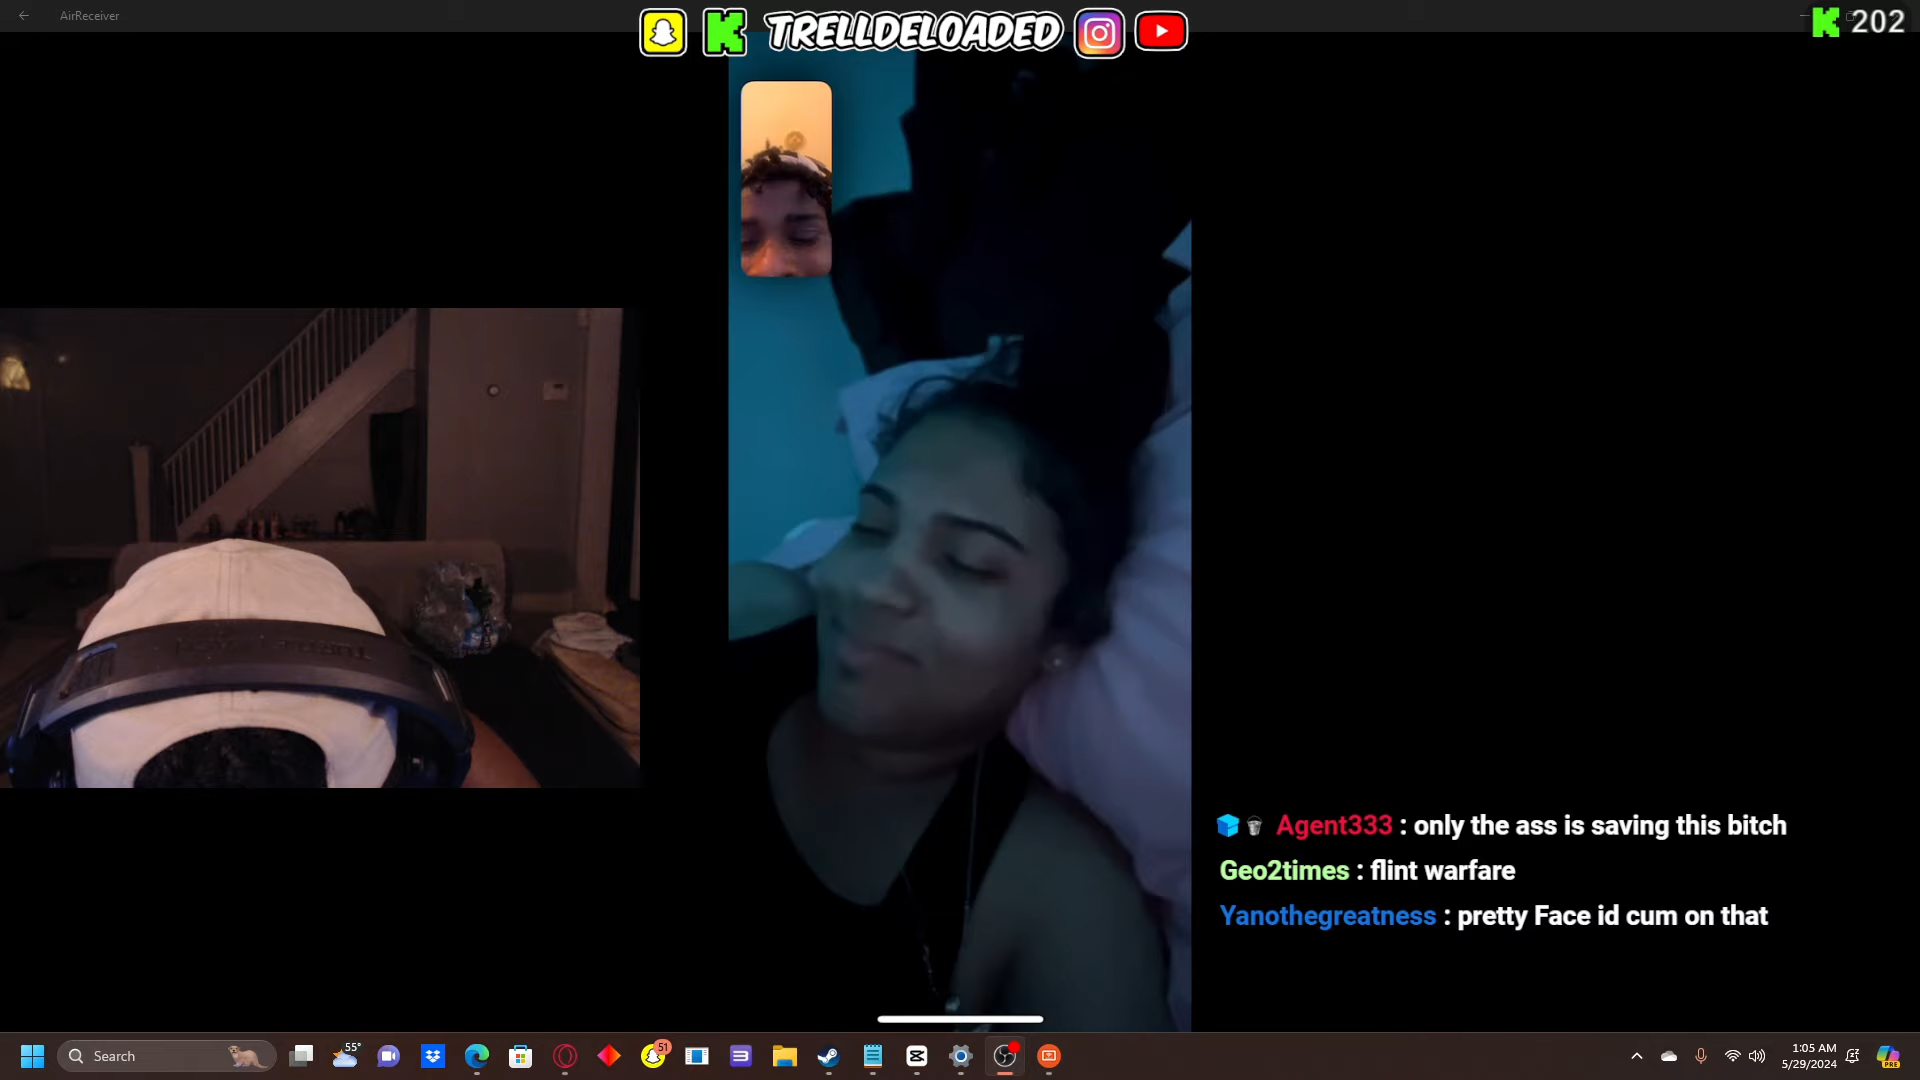 AirReceiver
TRELLDELOADED
202
Agent333 : only the ass is saving this bitch
Geo2times : flint warfare
Yanothegreatness : pretty Face id cum on that
Search
55°
51
1:05 AM
5/29/2024
PRE